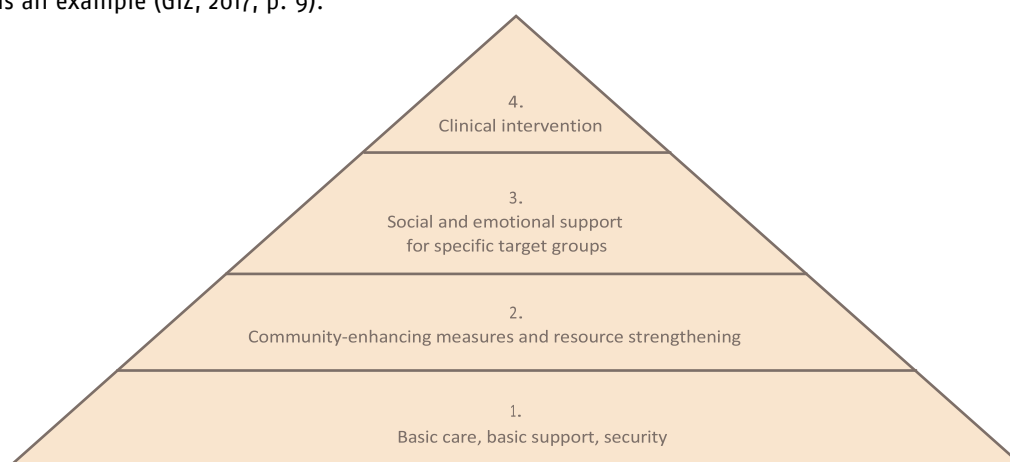 as an example (GIZ, 2017, p. 9).
4.
Clinical intervention
3.
Social and emotional support
for specific target groups
2.
Community-enhancing measures and resource strengthening
1.
Basic care, basic support, security